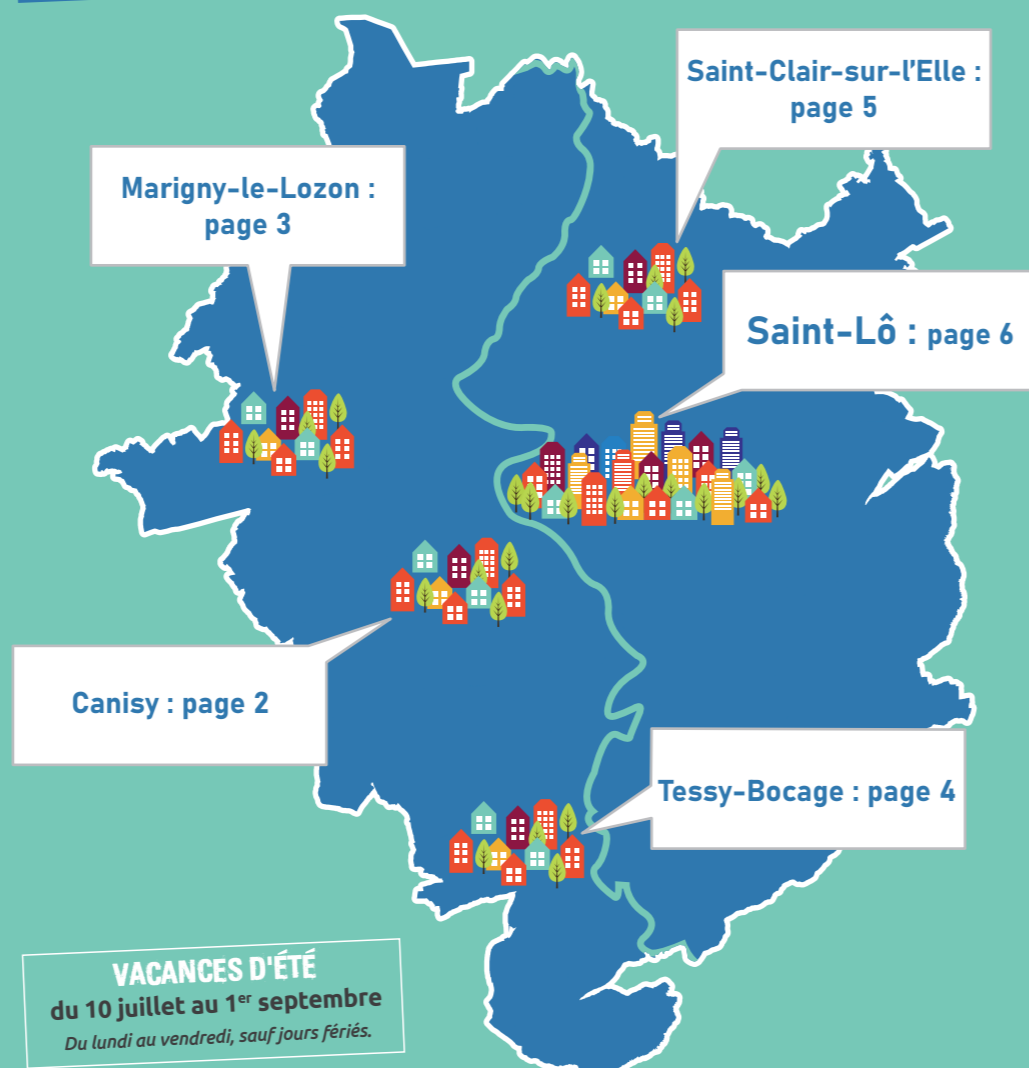 Saint-Clair-sur-l'Elle :
page 5
Marigny-le-Lozon :
page 3
Saint-Lô : page 6
Canisy : page 2
Tessy-Bocage : page 4
VACANCES D'ÉTÉ
du 10 juillet au 1er septembre
Du lundi au vendredi, sauf jours fériés.